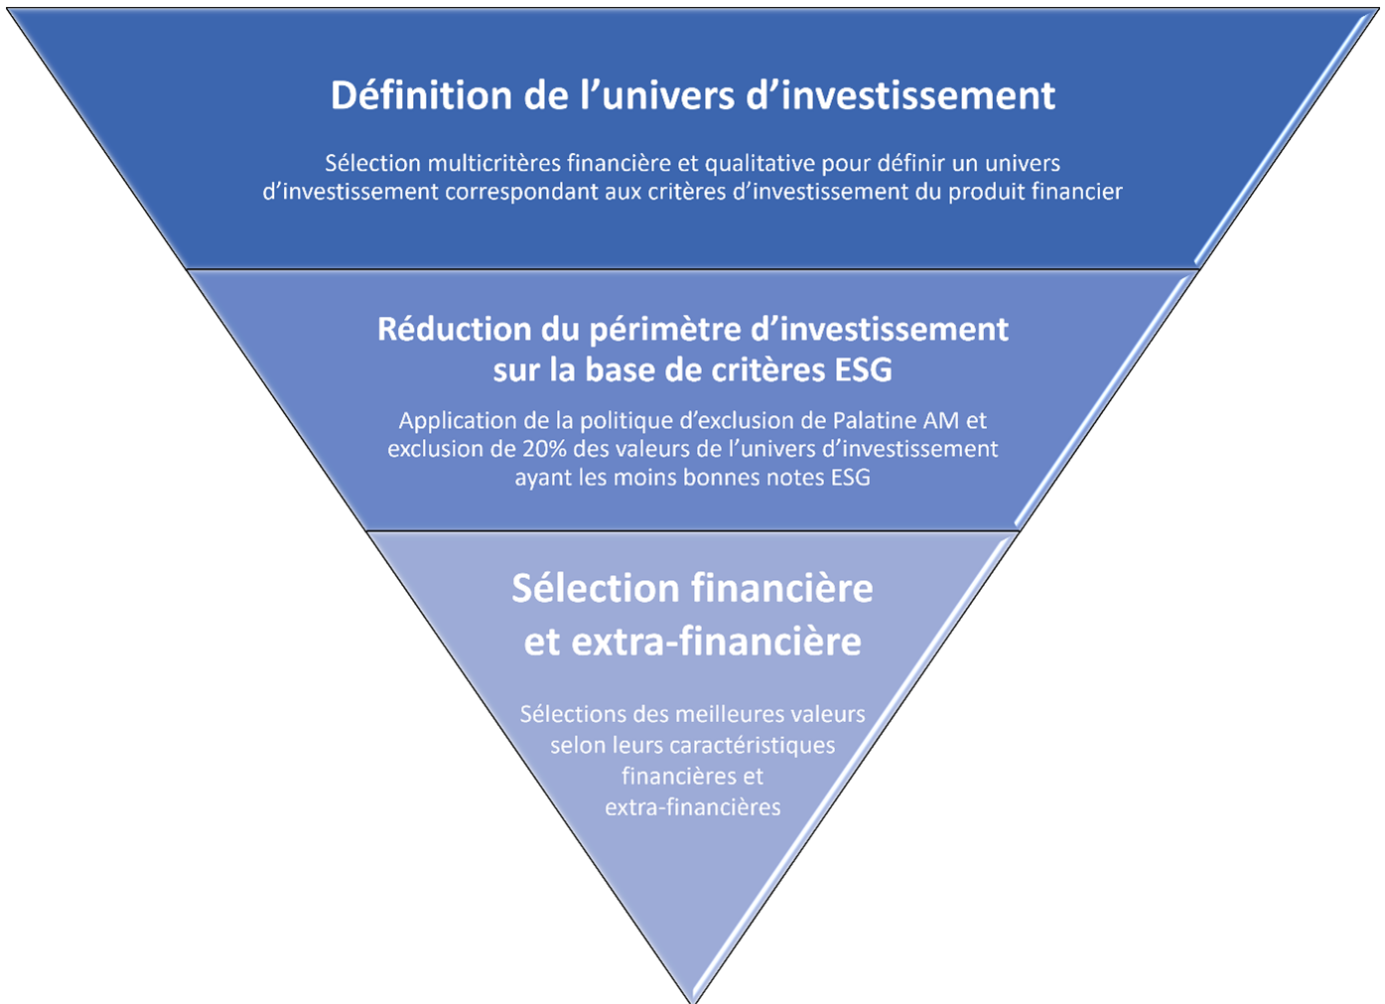 Définition de l’univers d’investissement
Sélection multicritères financière et qualitative pour définir un univers
d’investissement correspondant aux critères d’investissement du produit financier
Réduction du périmètre d’investissement
sur la base de critères ESG
Application de la politique d’exclusion de Palatine AM et
exclusion de 20% des valeurs de l’univers d’investissement
ayant les moins bonnes notes ESG
Sélection financière
et extra-financière
Sélections des meilleures valeurs
selon leurs caractéristiques
financières et
extra-financières